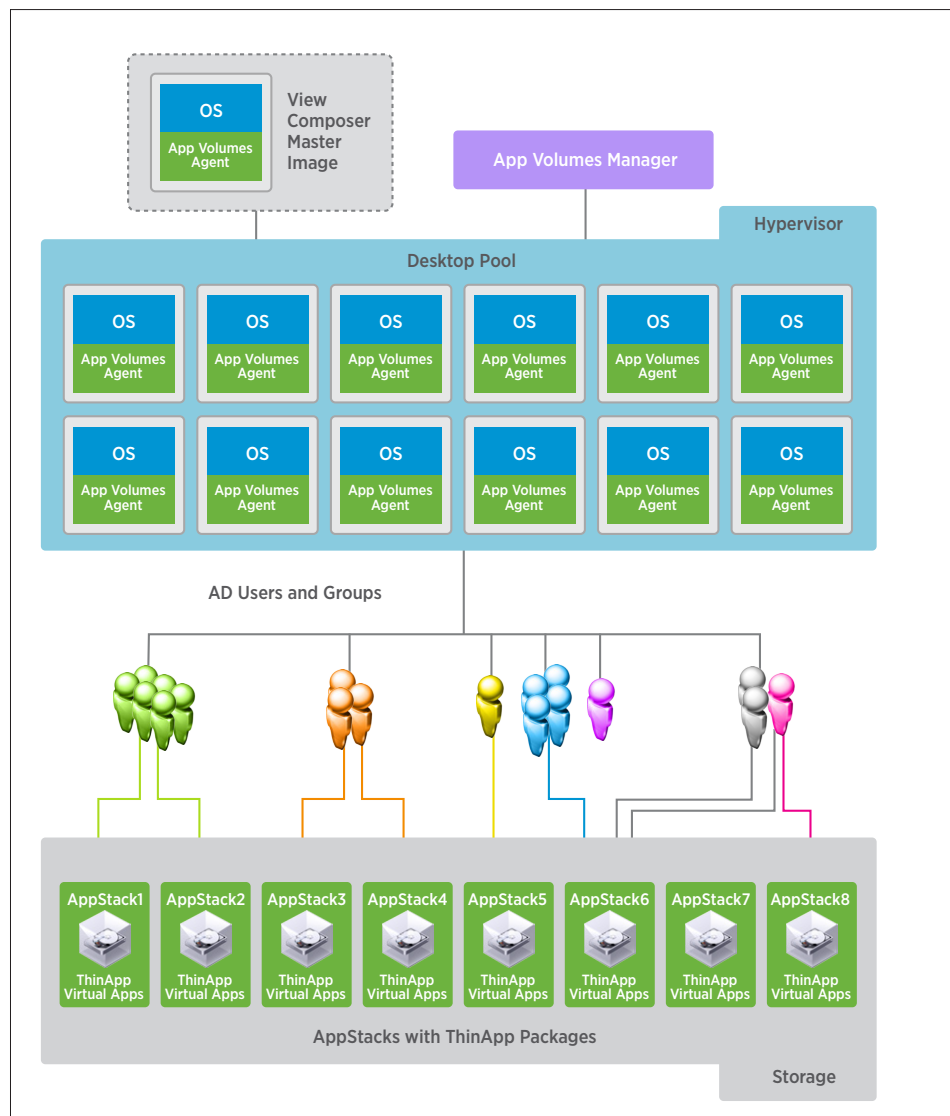 OS
App Volumes
Agent
View
Composer
Master
Image
App Volumes Manager
Hypervisor
Desktop Pool
OS
App Volumes
Agent
OS
App Volumes
Agent
OS
App Volumes
Agent
OS
App Volumes
Agent
OS
App Volumes
Agent
OS
App Volumes
Agent
OS
App Volumes
Agent
OS
App Volumes
Agent
OS
App Volumes
Agent
OS
App Volumes
Agent
OS
App Volumes
Agent
OS
App Volumes
Agent
AD Users and Groups
AppStack1
ThinApp
Virtual Apps
AppStack2
ThinApp
Virtual Apps
AppStack3
ThinApp
Virtual Apps
AppStack4
ThinApp
Virtual Apps
AppStack5
ThinApp
Virtual Apps
AppStack6
ThinApp
Virtual Apps
AppStack7
ThinApp
Virtual Apps
AppStack8
ThinApp
Virtual Apps
AppStacks with ThinApp Packages
Storage